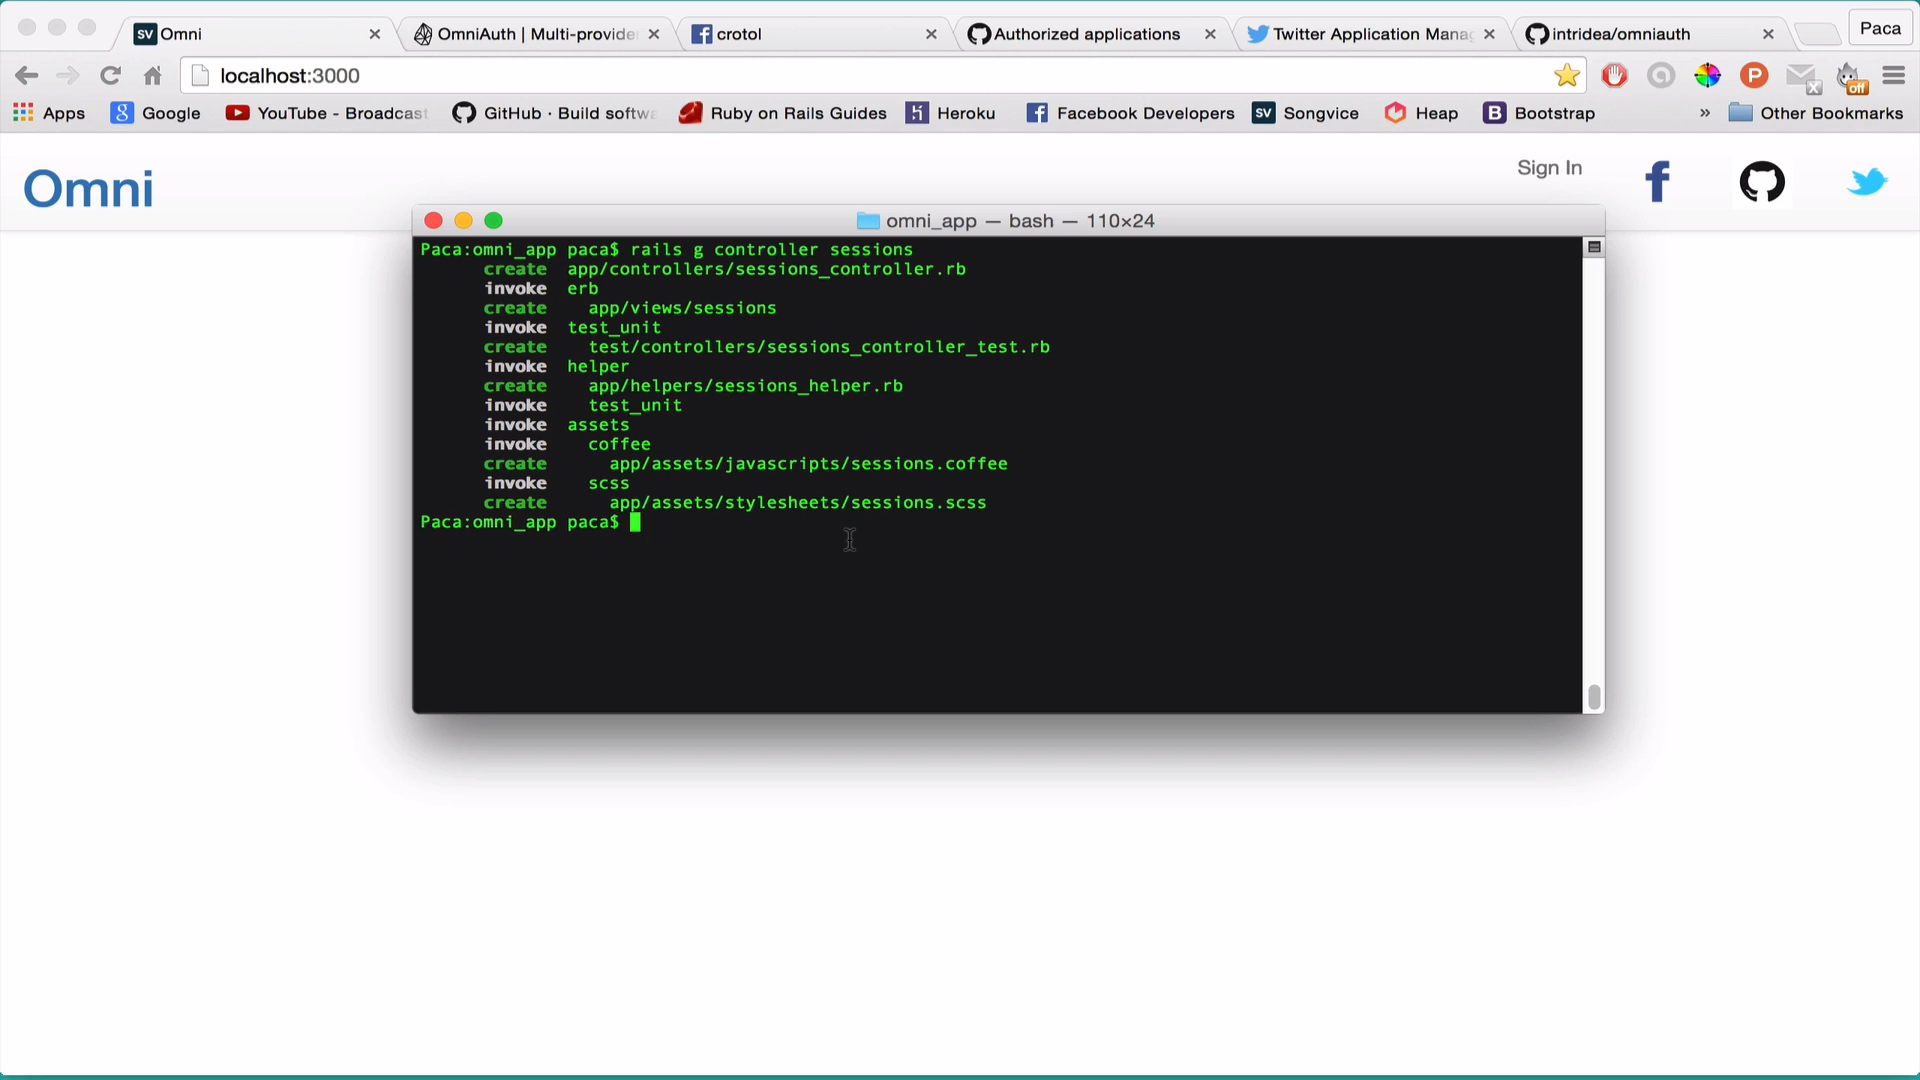 Omni
OmniAuth | Multi-provide
crotol
Authorized applications
Twitter Application Mana
intridea/omniauth
Paca
localhost:3000
P
off
Apps
Google
YouTube - Broadcast
GitHub · Build softwa
Ruby on Rails Guides
Heroku
Facebook Developers
SV
Songvice
Heap
B
Bootstrap
»
Other Bookmarks
Omni
Sign In
omni_app — bash — 110×24
Paca:omni_app paca$ rails g controller sessions
create app/controllers/sessions_controller.rb
invoke erb
create app/views/sessions
invoke test_unit
create test/controllers/sessions_controller_test.rb
invoke helper
create app/helpers/sessions_helper.rb
invoke test_unit
invoke assets
invoke coffee
create app/assets/javascripts/sessions.coffee
invoke scss
create app/assets/stylesheets/sessions.scss
Paca:omni_app paca$